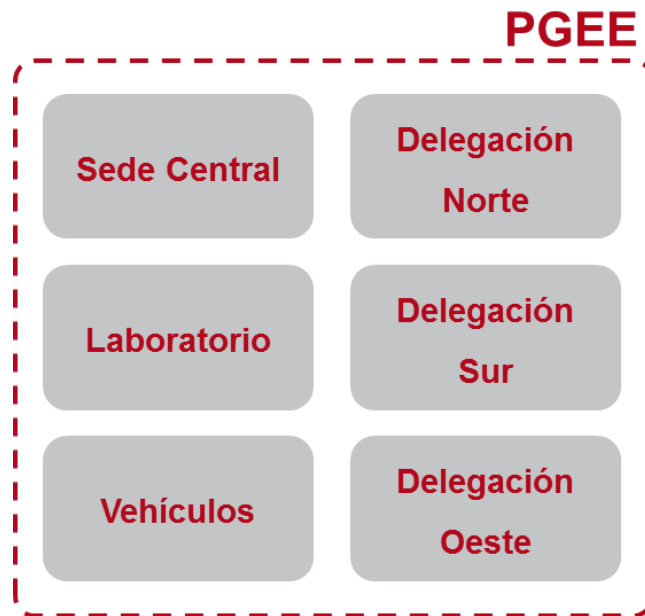 PGEE
Sede Central
Delegación
Norte
Laboratorio
Delegación
Sur
Vehículos
Delegación
Oeste